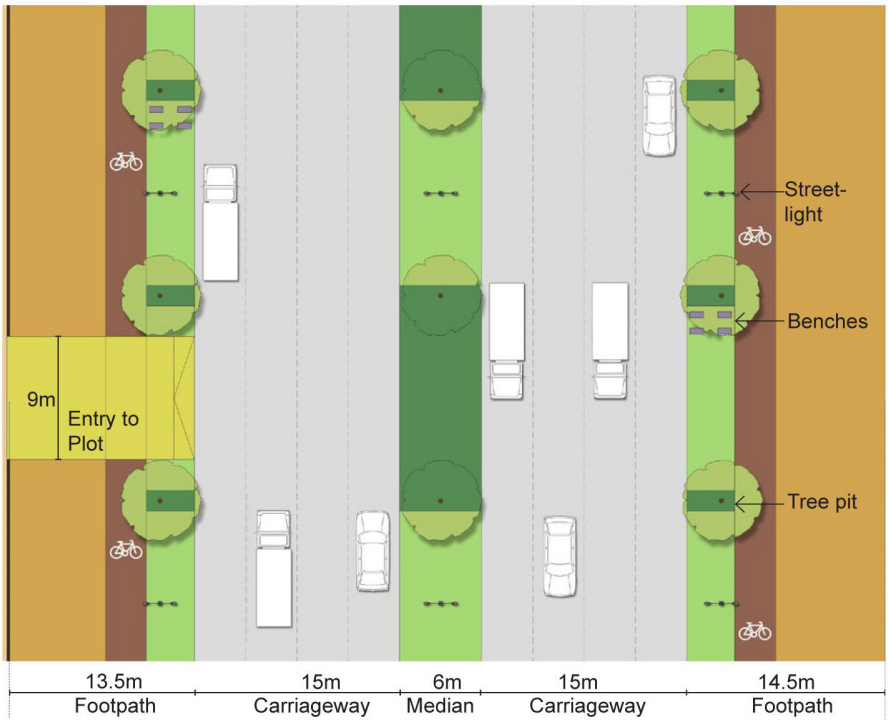 Street-
light
Benches
9m
Entry to
Plot
Tree pit
13.5m
15m
6m
15m
14.5m
Footpath
Carriageway
Median
Carriageway
Footpath